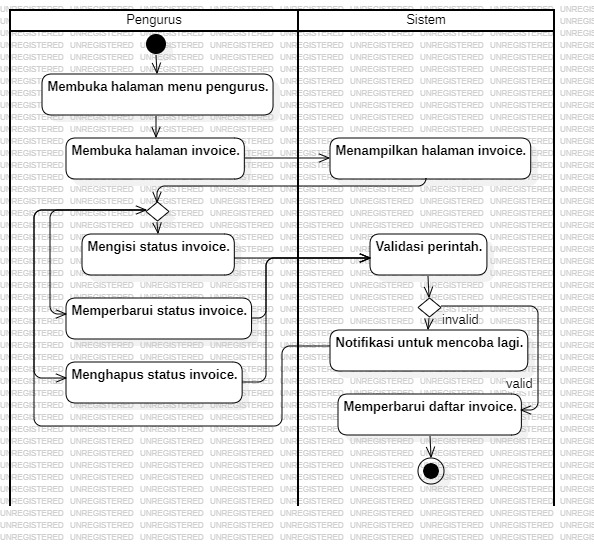 Pengurus
Sistem
Membuka halaman menu pengurus.
Membuka halaman invoice.
Menampilkan halaman invoice.
Mengisi status invoice.
Validasi perintah.
Memperbarui status invoice.
invalid
Notifikasi untuk mencoba lagi.
Menghapus status invoice.
valid
Memperbarui daftar invoice.
UNREGISTERED